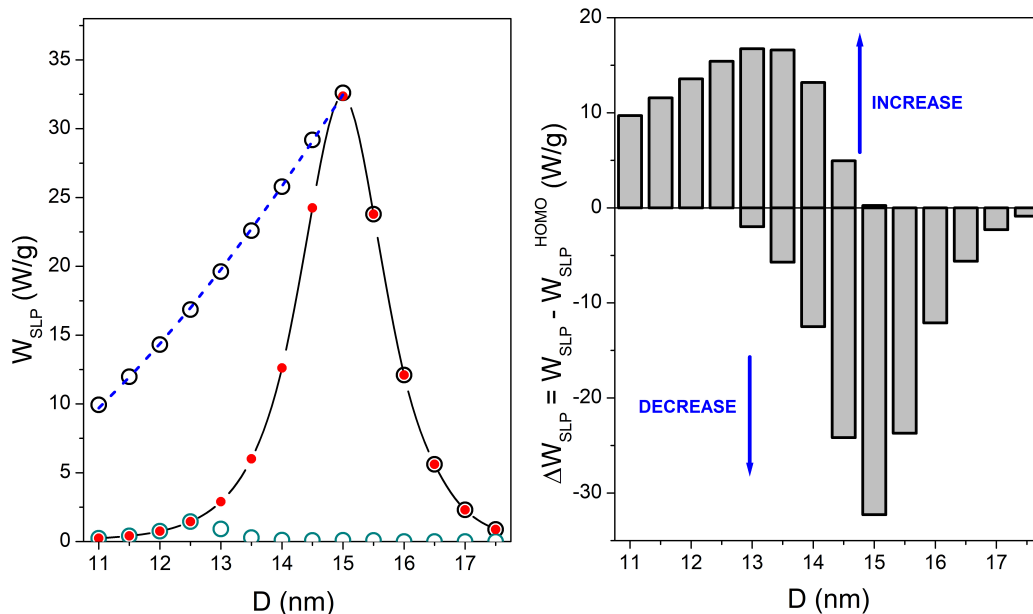 35
30
25
20
15
10
5
0
W_SLP (W/g)
11 12 13 14 15 16 17
D (nm)
20
10
0
-10
-20
-30
ΔW_SLP = W_SLP - W_SLP^HOMO (W/g)
INCREASE
DECREASE
11 12 13 14 15 16 17
D (nm)